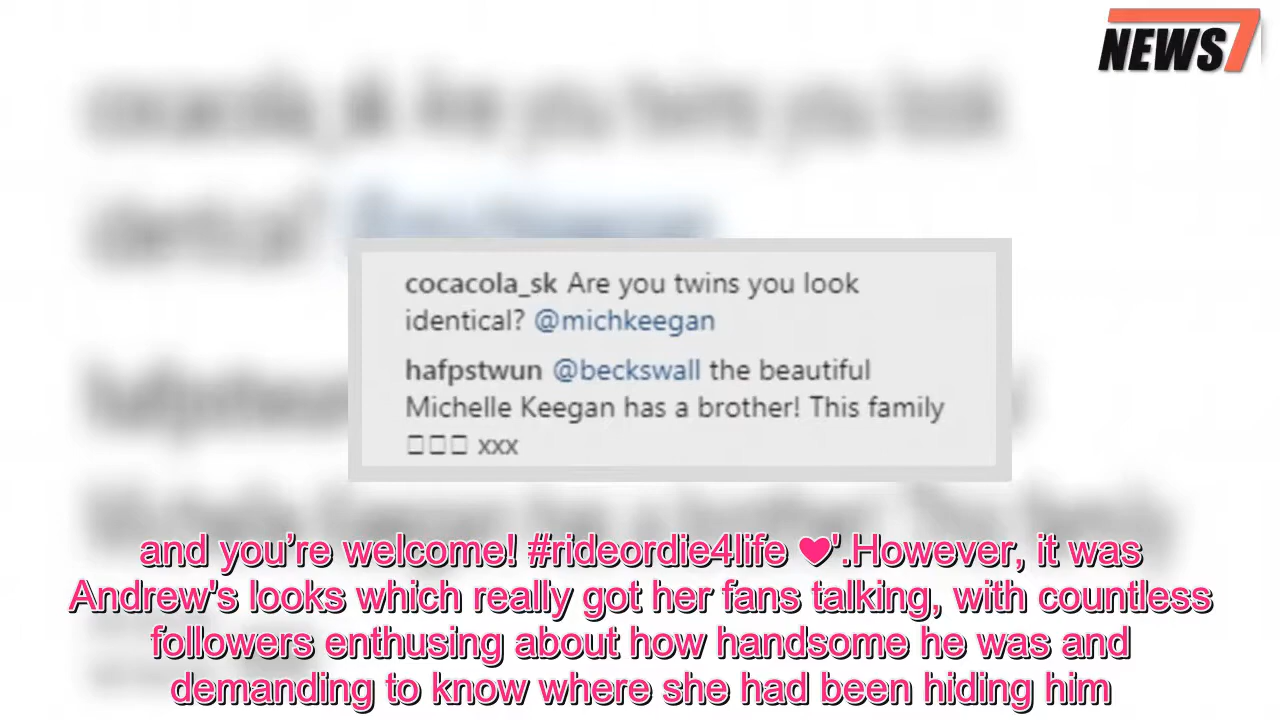 NEWS7
cocacola_sk Are you twins you look
identical? @michkeegan
hafpstwun @beckswall the beautiful
Michelle Keegan has a brother! This family
□□□ xxx
and you’re welcome! #rideordie4life ❤'.However, it was
Andrew's looks which really got her fans talking, with countless
followers enthusing about how handsome he was and
demanding to know where she had been hiding him